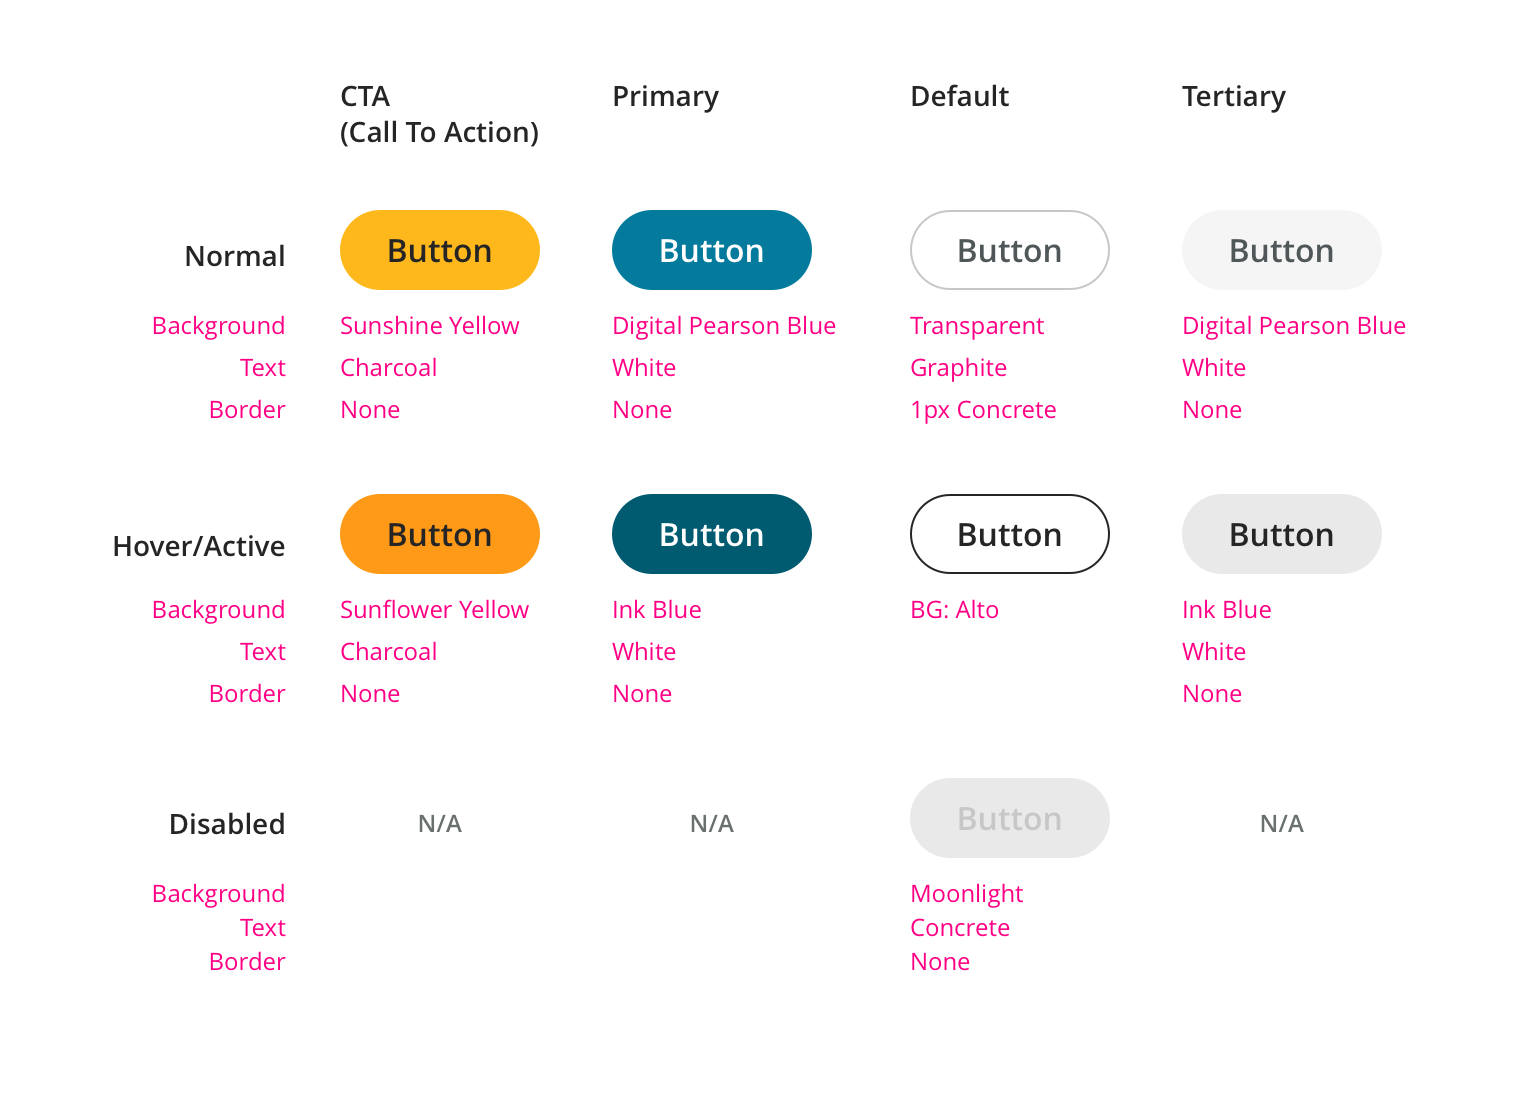 CTA
(Call To Action)
Primary
Default
Tertiary
Normal
Button
Button
Button
Button
Background
Sunshine Yellow
Digital Pearson Blue
Transparent
Digital Pearson Blue
Text
Charcoal
White
Graphite
White
Border
None
None
1px Concrete
None
Hover/Active
Button
Button
Button
Button
Background
Sunflower Yellow
Ink Blue
BG: Alto
Ink Blue
Text
Charcoal
White
White
Border
None
None
None
Disabled
N/A
N/A
Button
N/A
Background
Moonlight
Text
Concrete
Border
None